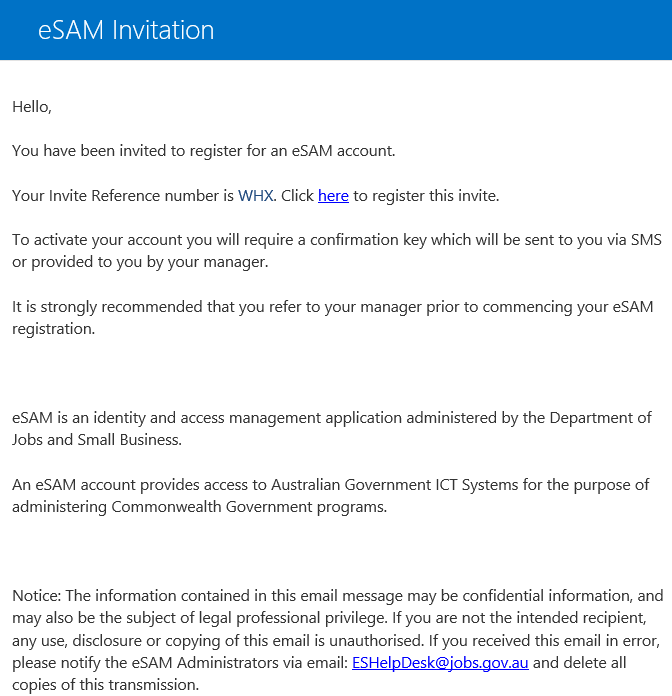 eSAM Invitation
Hello,
You have been invited to register for an eSAM account.
Your Invite Reference number is WHX. Click here to register this invite.
To activate your account you will require a confirmation key which will be sent to you via SMS
or provided to you by your manager.
It is strongly recommended that you refer to your manager prior to commencing your eSAM
registration.
eSAM is an identity and access management application administered by the Department of
Jobs and Small Business.
An eSAM account provides access to Australian Government ICT Systems for the purpose of
administering Commonwealth Government programs.
Notice: The information contained in this email message may be confidential information, and
may also be the subject of legal professional privilege. If you are not the intended recipient,
any use, disclosure or copying of this email is unauthorised. If you received this email in error,
please notify the eSAM Administrators via email: ESHelpDesk@jobs.gov.au and delete all
copies of this transmission.